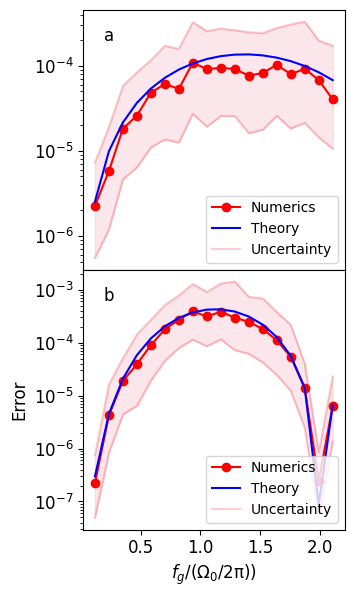 a
10⁻⁴
10⁻⁵
10⁻⁶
Numerics
Theory
Uncertainty
b
10⁻³
10⁻⁴
10⁻⁵
10⁻⁶
10⁻⁷
Error
Numerics
Theory
Uncertainty
0.5 1.0 1.5 2.0
f_g/(Ω₀/2π))